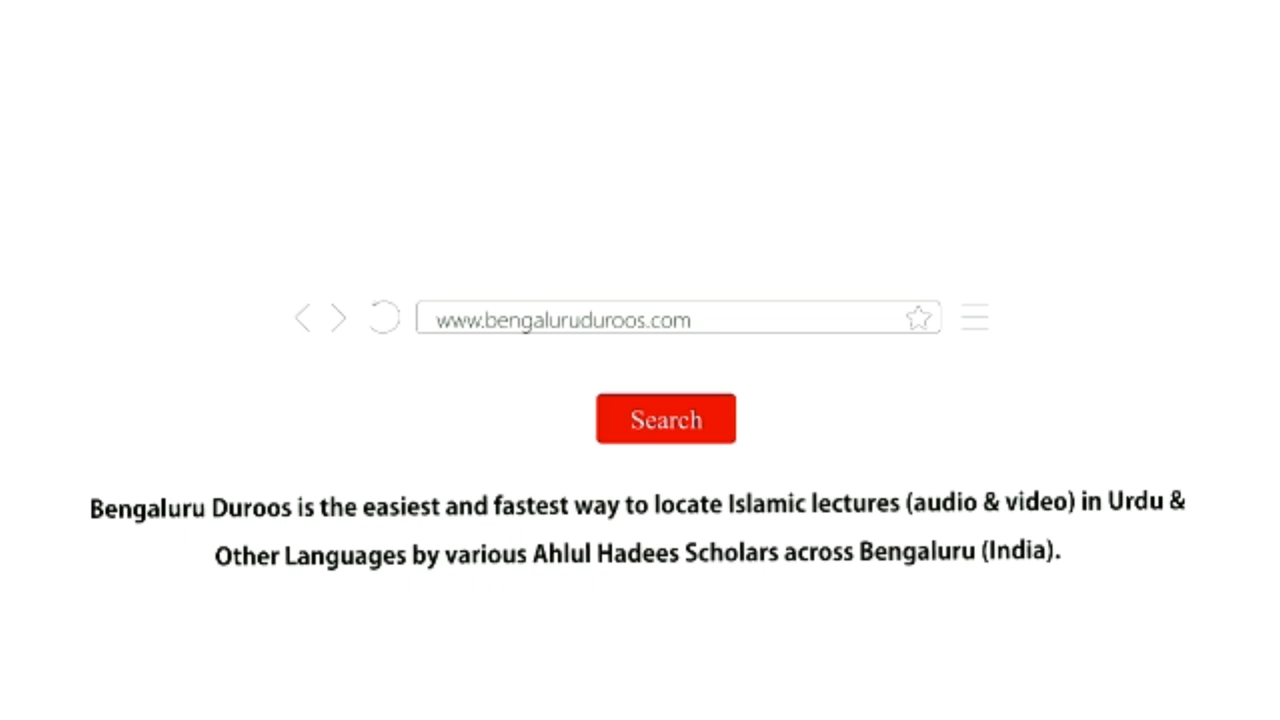 www.bengaluruduroos.com
Search
Bengaluru Duroos is the easiest and fastest way to locate Islamic lectures (audio & video) in Urdu &
Other Languages by various Ahlul Hadees Scholars across Bengaluru (India).